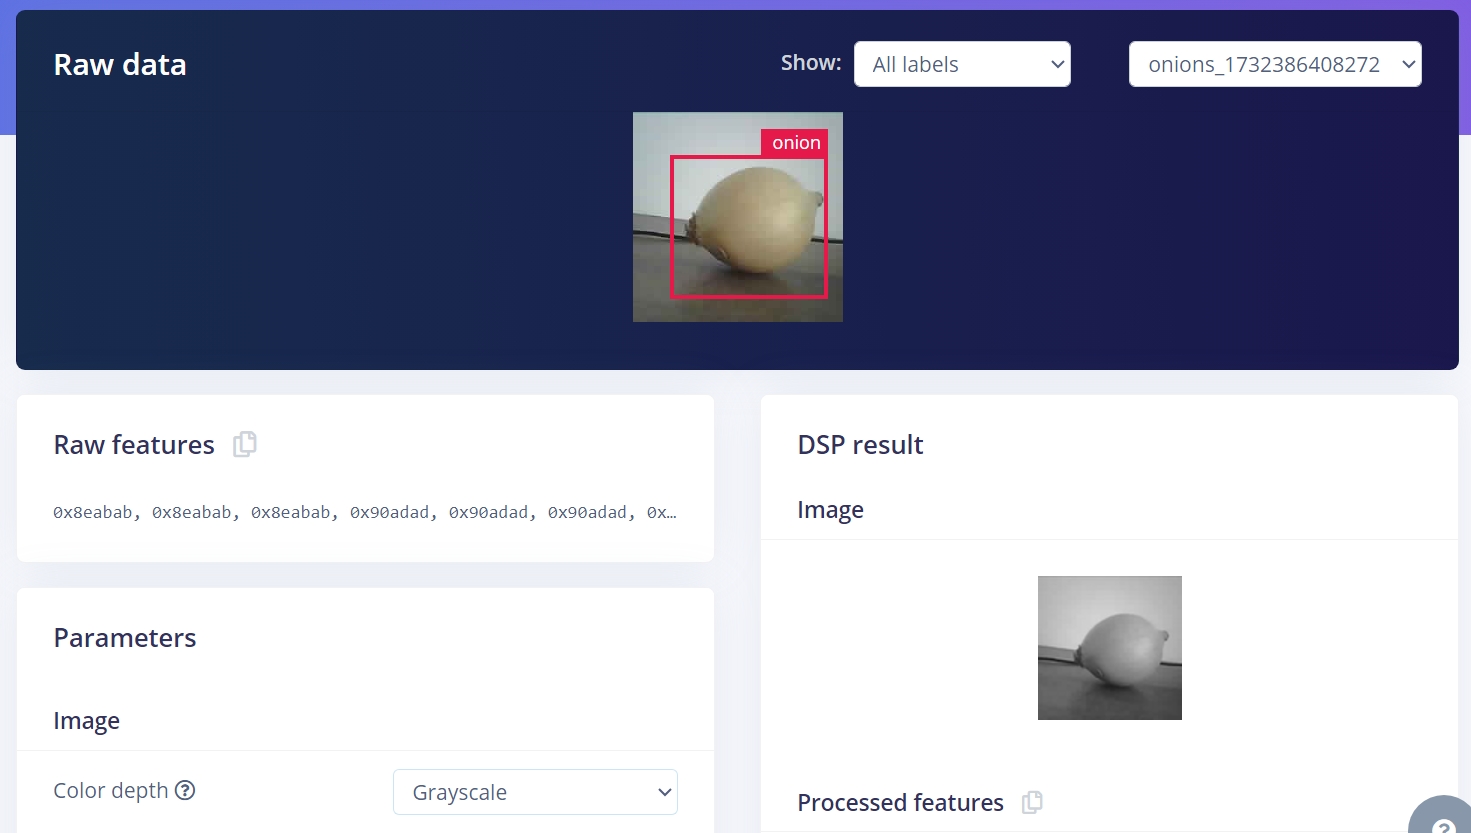 Raw data
Show:
All labels
onions_1732386408272
onion
Raw features
0x8eabab, 0x8eabab, 0x8eabab, 0x90adad, 0x90adad, 0x90adad, 0x…
Parameters
Image
Color depth ?
Grayscale
DSP result
Image
Processed features
?